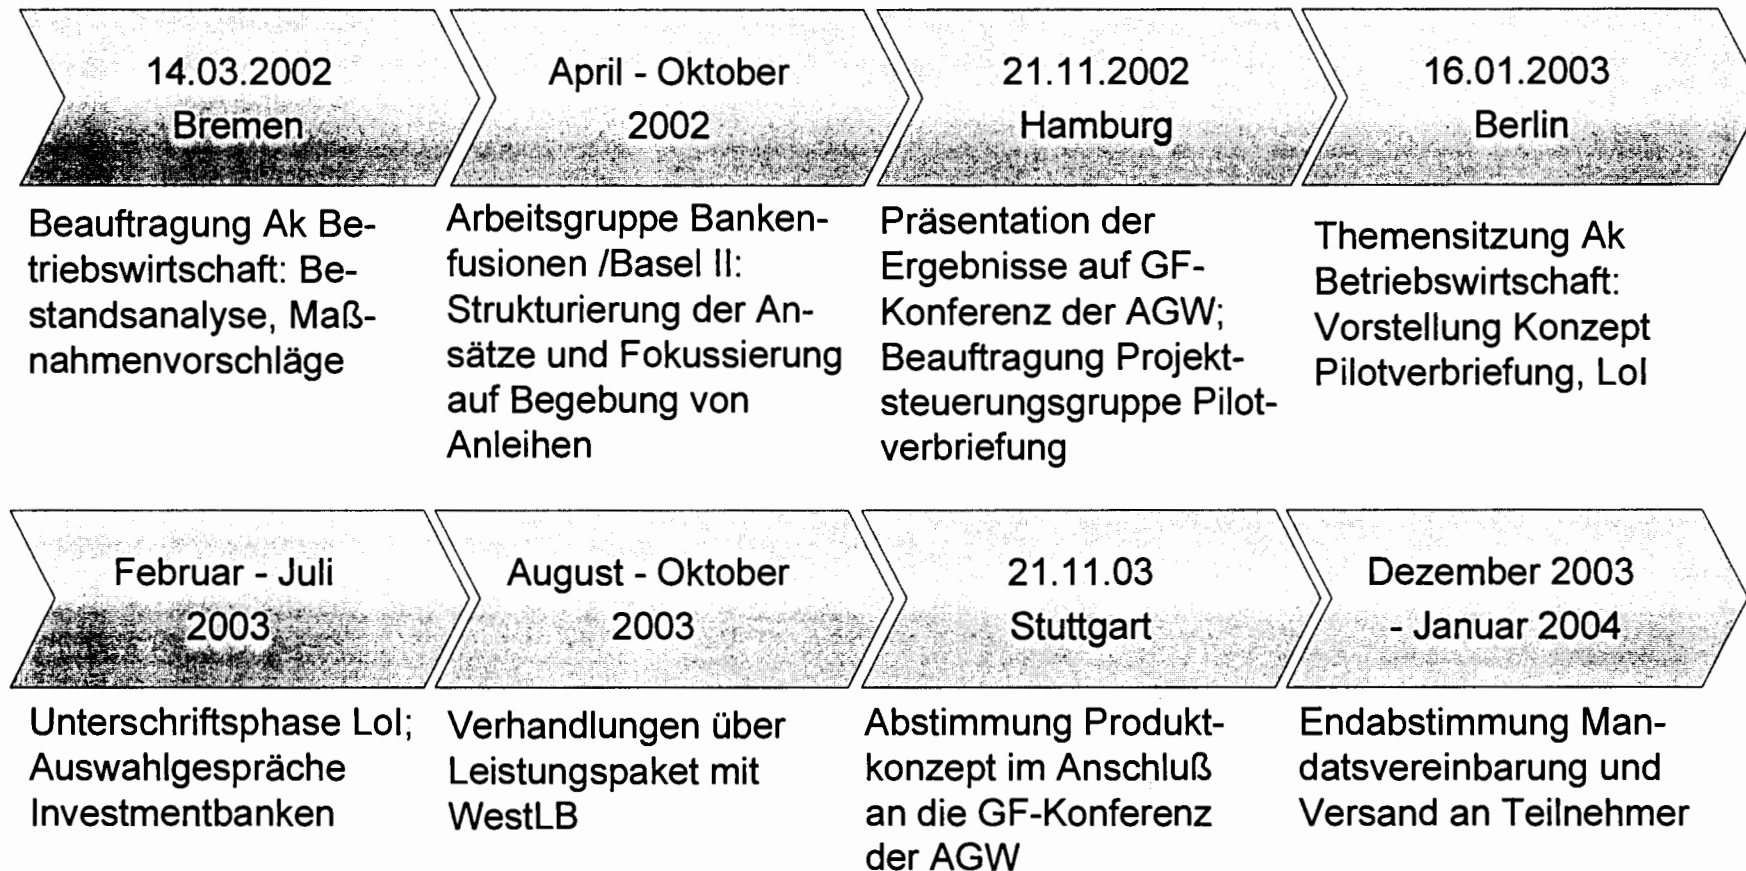 14.03.2002
Bremen
April - Oktober
2002
21.11.2002
Hamburg
16.01.2003
Berlin
Beauftragung Ak Be-
triebswirtschaft: Be-
standsanalyse, Maß-
nahmenvorschläge
Arbeitsgruppe Banken-
fusionen /Basel II:
Strukturierung der An-
sätze und Fokussierung
auf Begebung von
Anleihen
Präsentation der
Ergebnisse auf GF-
Konferenz der AGW;
Beauftragung Projekt-
steuerungsgruppe Pilot-
verbriefung
Themensitzung Ak
Betriebswirtschaft:
Vorstellung Konzept
Pilotverbriefung, LoI
Februar - Juli
2003
August - Oktober
2003
21.11.03
Stuttgart
Dezember 2003
- Januar 2004
Unterschriftsphase LoI;
Auswahlgespräche
Investmentbanken
Verhandlungen über
Leistungspaket mit
WestLB
Abstimmung Produkt-
konzept im Anschluß
an die GF-Konferenz
der AGW
Endabstimmung Man-
datsvereinbarung und
Versand an Teilnehmer